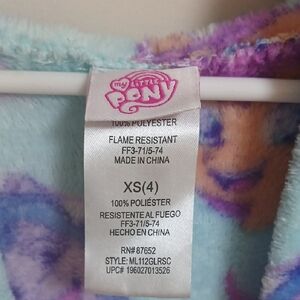 my LITTLE
PONY
100% POLYESTER
FLAME RESISTANT
FF3-71/5-74
MADE IN CHINA
XS(4)
100% POLIÉSTER
RESISTENTE AL FUEGO
FF3-71/5-74
HECHO EN CHINA
RN# 87652
STYLE: ML112GLRSC
UPC# 196027013526